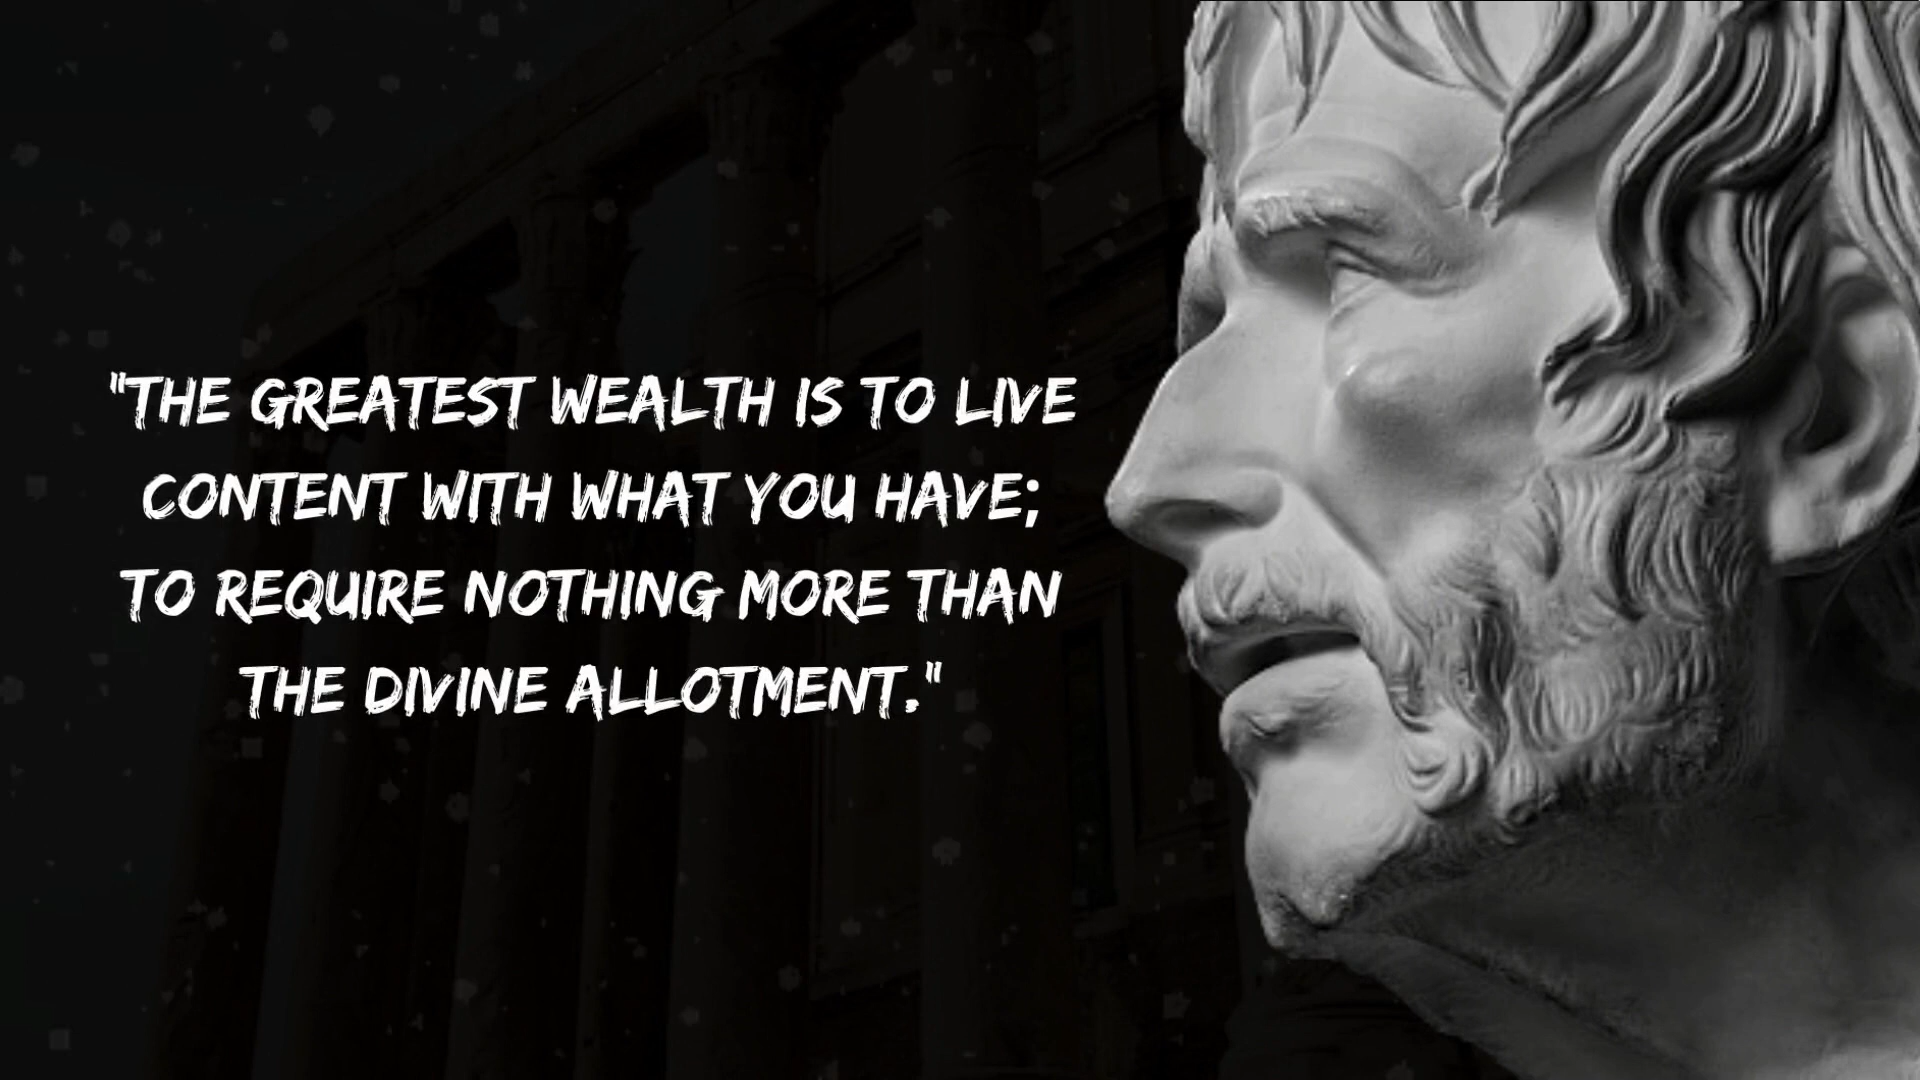 "THE GREATEST WEALTH IS TO LIVE
CONTENT WITH WHAT YOU HAVE;
TO REQUIRE NOTHING MORE THAN
THE DIVINE ALLOTMENT."